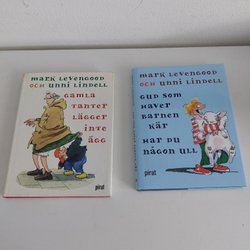 MARK LEVENGOOD
OCH UNNI LINDELL
GAMLA
TANTER
LÄGGER
INTE
ÄGG
pirat
MARK LEVENGOOD
OCH UNNI LINDELL
GUD SOM
HAVER
BARNEN
KÄR
HAR DU
NÅGON ULL
pirat